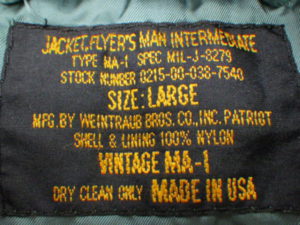 JACKET,FLYER'S MAN INTERMEDIATE
TYPE MA-1 SPEC MIL-J-8279
STOCK NUMBER 0215-00-038-7540
SIZE:LARGE
MFG.BY WEINTRAUB BROS.CO.,INC.PATRIOT
SHELL & LINING 100% NYLON
VINTAGE MA-1
DRY CLEAN ONLY MADE IN USA